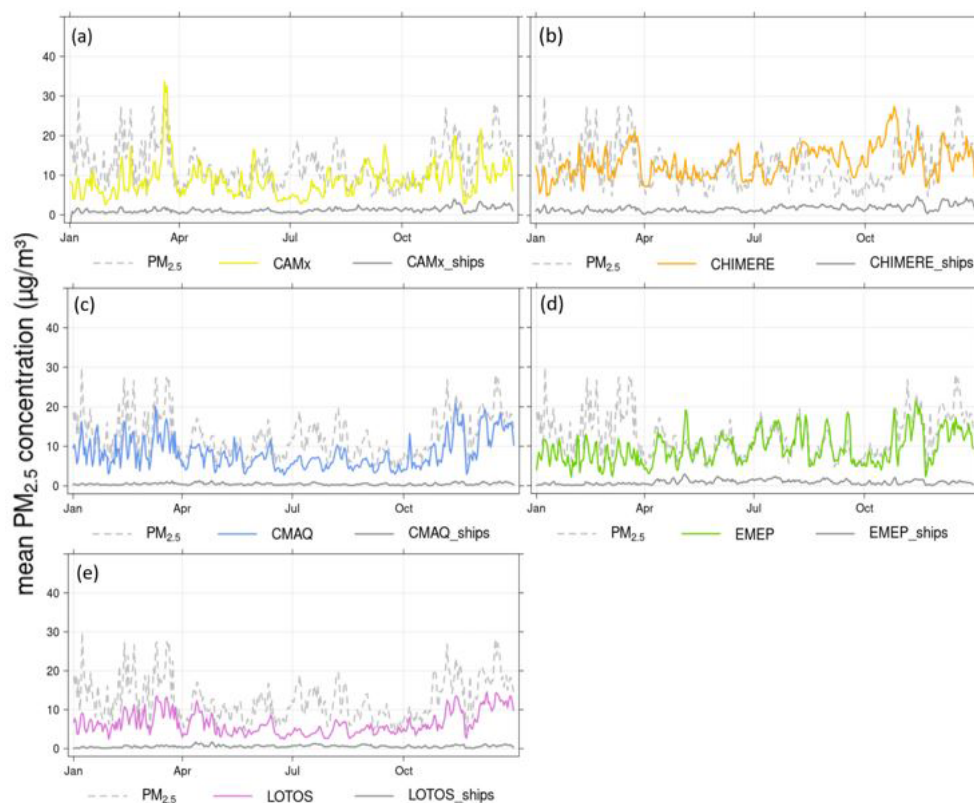 mean PM2.5 concentration (µg/m³)
(a)
40
30
20
10
0
Jan Apr Jul Oct
PM2.5 CAMx CAMx_ships
(b)
Jan Apr Jul Oct
PM2.5 CHIMERE CHIMERE_ships
(c)
40
30
20
10
0
Jan Apr Jul Oct
PM2.5 CMAQ CMAQ_ships
(d)
Jan Apr Jul Oct
PM2.5 EMEP EMEP_ships
(e)
40
30
20
10
0
Jan Apr Jul Oct
PM2.5 LOTOS LOTOS_ships